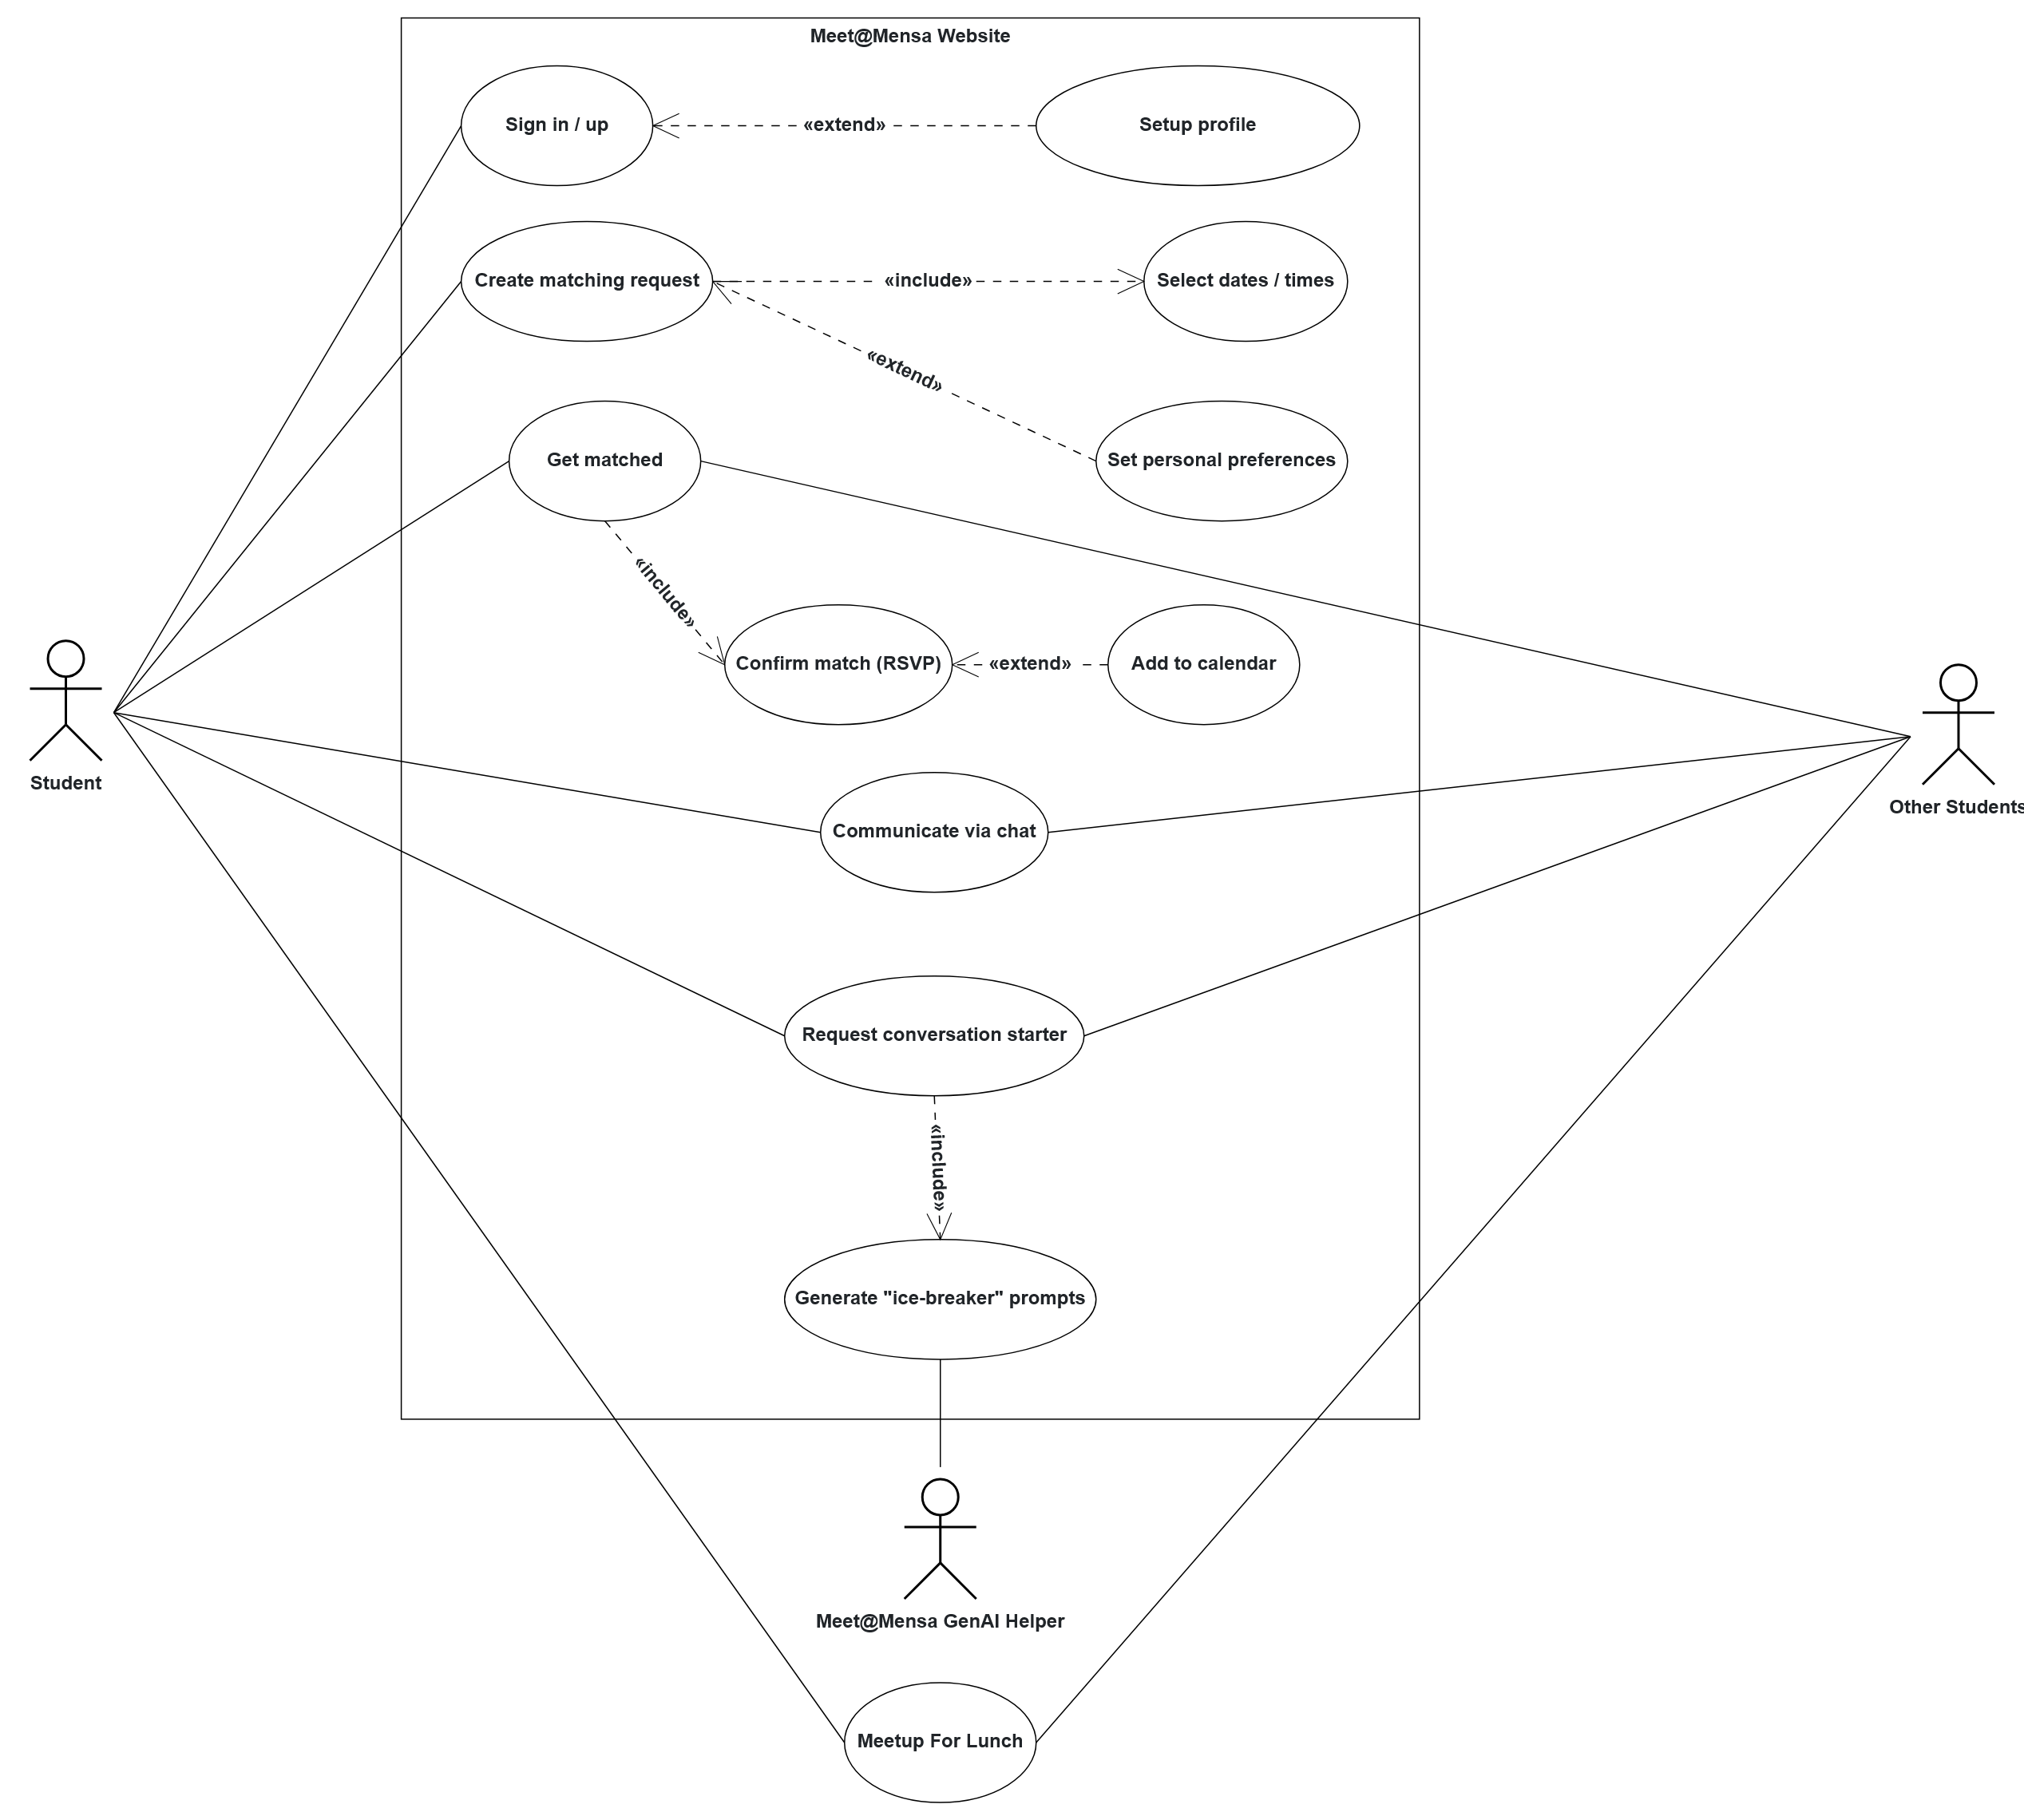 Meet@Mensa Website
Sign in / up
«extend»
Setup profile
Create matching request
«include»
Select dates / times
«extend»
Get matched
Set personal preferences
«include»
Confirm match (RSVP)
«extend»
Add to calendar
Student
Other Students
Communicate via chat
Request conversation starter
«include»
Generate "ice-breaker" prompts
Meet@Mensa GenAI Helper
Meetup For Lunch